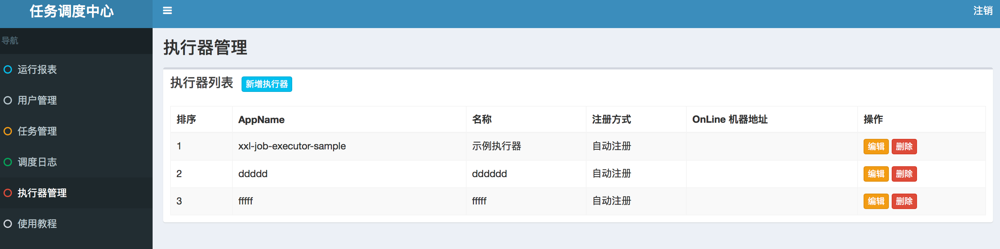 任务调度中心
注销
导航
运行报表
用户管理
任务管理
调度日志
执行器管理
使用教程
执行器管理
执行器列表 新增执行器
排序 AppName 名称 注册方式 OnLine 机器地址 操作
1 xxl-job-executor-sample 示例执行器 自动注册 编辑 删除
2 ddddd dddddd 自动注册 编辑 删除
3 fffff fffff 自动注册 编辑 删除